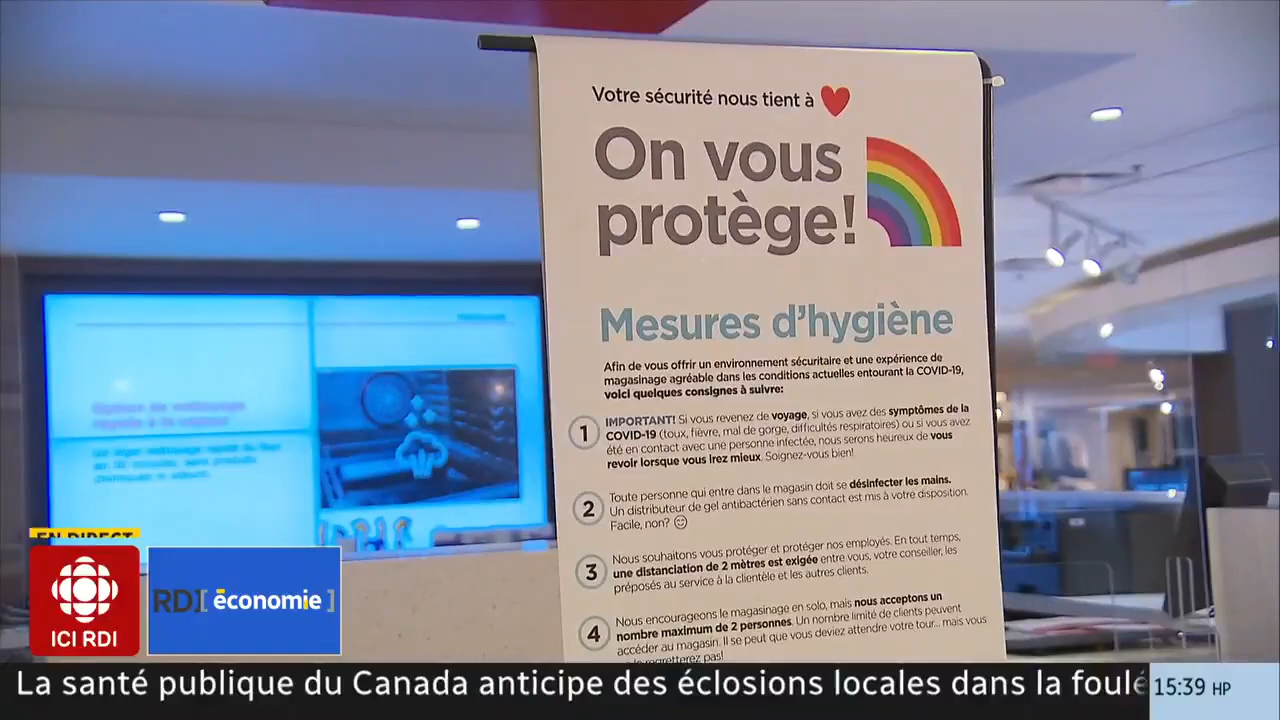 Votre sécurité nous tient à
On vous
protège!
Mesures d'hygiène
Afin de vous offrir un environnement sécuritaire et une expérience de
magasinage agréable dans les conditions actuelles entourant la COVID-19,
voici quelques consignes à suivre:
1
IMPORTANT! Si vous revenez de voyage, si vous avez des symptômes de la
COVID-19 (toux, fièvre, mal de gorge, difficultés respiratoires) ou si vous avez
été en contact avec une personne infectée, nous serons heureux de vous
revoir lorsque vous irez mieux. Soignez-vous bien!
2
Toute personne qui entre dans le magasin doit se désinfecter les mains.
Un distributeur de gel antibactérien sans contact est mis à votre disposition.
Facile, non? ☺
3
Nous souhaitons vous protéger et protéger nos employés. En tout temps,
une distanciation de 2 mètres est exigée entre vous, votre conseiller, les
préposés au service à la clientèle et les autres clients.
4
Nous encourageons le magasinage en solo, mais nous acceptons un
nombre maximum de 2 personnes. Un nombre limité de clients peuvent
accéder au magasin. Il se peut que vous deviez attendre votre tour... mais vous
regretterez pas!
EN DIRECT
ICI RDI
RDI[économie]
La santé publique du Canada anticipe des éclosions locales dans la foulé
15:39 HP